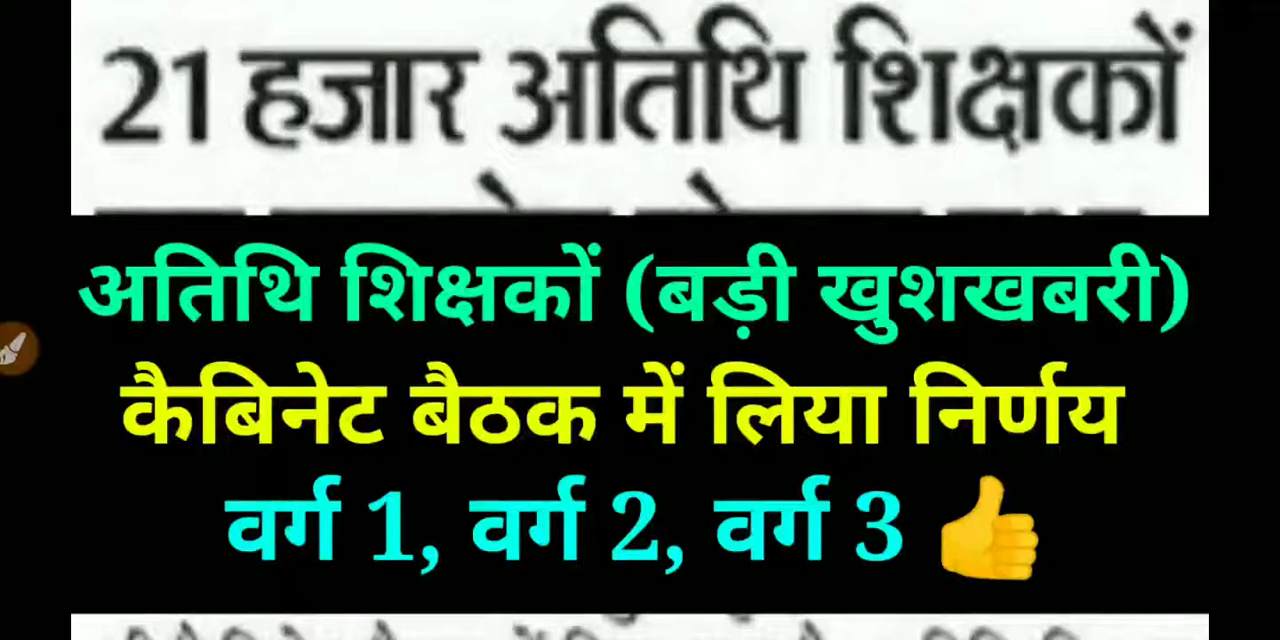 21 हजार अतिथि शिक्षकों
अतिथि शिक्षकों (बड़ी खुशखबरी)
कैबिनेट बैठक में लिया निर्णय
वर्ग 1, वर्ग 2, वर्ग 3 👍